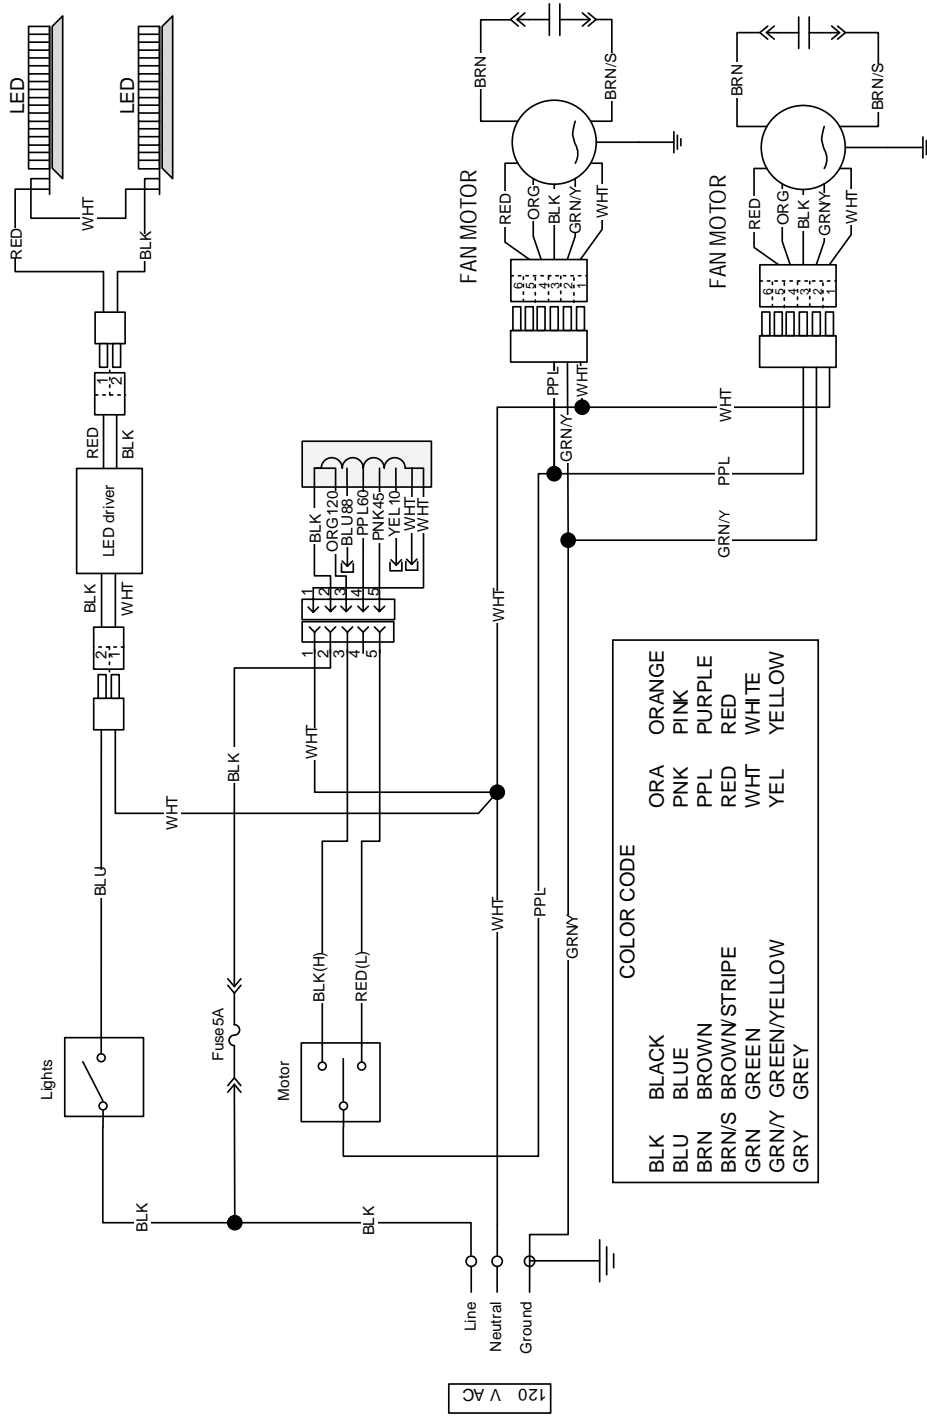 Lights
BLK
BLU
BLK
WHT
2
1
LED driver
RED
BLK
1
2
RED
WHT
BLK
LED
LED
Fuse5A
BLK
WHT
BLK
Motor
BLK(H)
RED(L)
WHT
1
2
3
4
5
1
2
3
4
5
BLK
ORG120
BLU88
PPL60
PNK45
YEL10
WHT
WHT
Line
Neutral
Ground
120 V AC
WHT
WHT
PPL
GRN/Y
PPL
GRN/Y
WHT
FAN MOTOR
6
5
4
3
2
1
RED
ORG
BLK
GRN/Y
WHT
BRN
BRN/S
WHT
PPL
GRN/Y
FAN MOTOR
6
5
4
3
2
1
RED
ORG
BLK
GRN/Y
WHT
BRN
BRN/S
COLOR CODE
BLK BLACK ORA ORANGE
BLU BLUE PNK PINK
BRN BROWN PPL PURPLE
BRN/S BROWN/STRIPE RED RED
GRN GREEN WHT WHITE
GRN/Y GREEN/YELLOW YEL YELLOW
GRY GREY